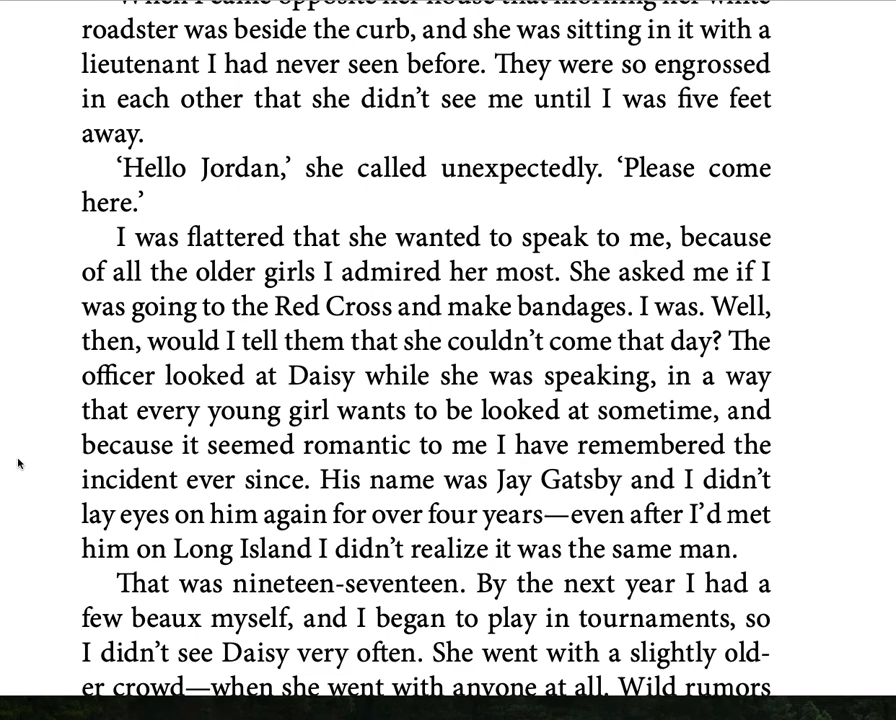 When I came opposite her house that morning her white
roadster was beside the curb, and she was sitting in it with a
lieutenant I had never seen before. They were so engrossed
in each other that she didn’t see me until I was five feet
away.
‘Hello Jordan,’ she called unexpectedly. ‘Please come
here.’
I was flattered that she wanted to speak to me, because
of all the older girls I admired her most. She asked me if I
was going to the Red Cross and make bandages. I was. Well,
then, would I tell them that she couldn’t come that day? The
officer looked at Daisy while she was speaking, in a way
that every young girl wants to be looked at sometime, and
because it seemed romantic to me I have remembered the
incident ever since. His name was Jay Gatsby and I didn’t
lay eyes on him again for over four years—even after I’d met
him on Long Island I didn’t realize it was the same man.
That was nineteen-seventeen. By the next year I had a
few beaux myself, and I began to play in tournaments, so
I didn’t see Daisy very often. She went with a slightly old-
er crowd—when she went with anyone at all. Wild rumors